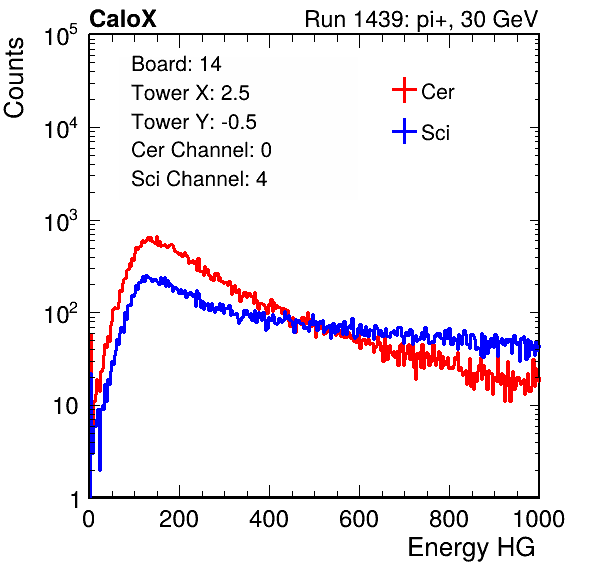 CaloX Run 1439: pi+, 30 GeV
Counts
Board: 14
Tower X: 2.5
Tower Y: -0.5
Cer Channel: 0
Sci Channel: 4
Cer
Sci
10^5
10^4
10^3
10^2
10
1
0 200 400 600 800 1000
Energy HG